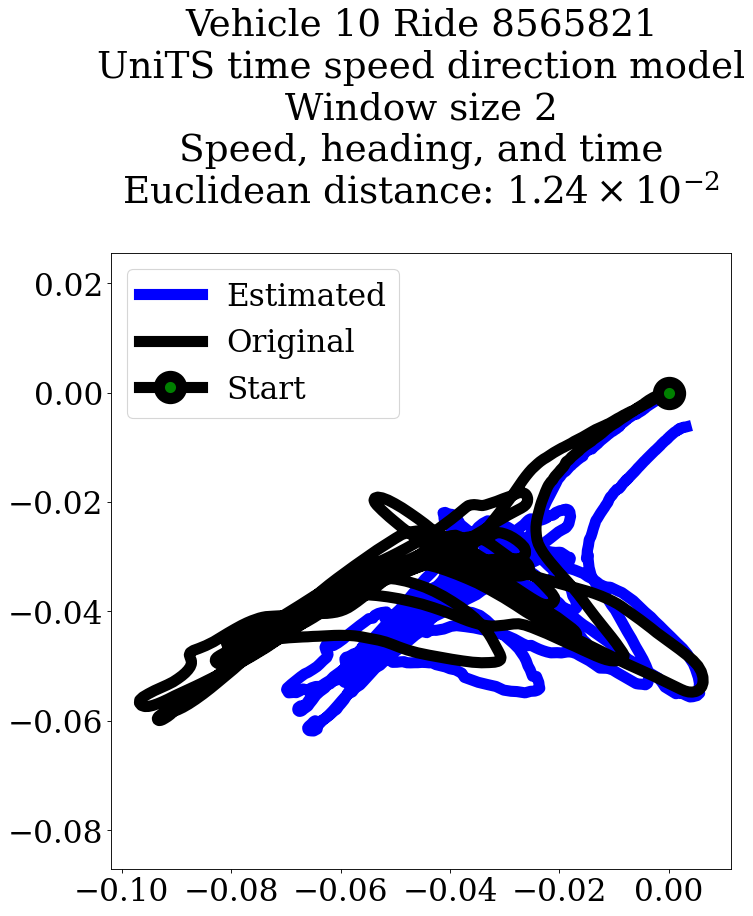 Vehicle 10 Ride 8565821
UniTS time speed direction model
Window size 2
Speed, heading, and time
Euclidean distance: 1.24 × 10⁻²
Estimated
Original
Start
0.02
0.00
−0.02
−0.04
−0.06
−0.08
−0.10 −0.08 −0.06 −0.04 −0.02 0.00